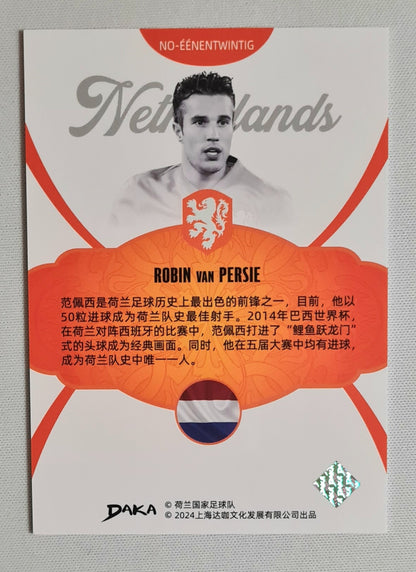 NO-ÉÉNENTWINTIG
Netherlands
ROBIN VAN PERSIE
范佩西是荷兰足球历史上最出色的前锋之一，目前，他以
50粒进球成为荷兰队史最佳射手。2014年巴西世界杯，
在荷兰对阵西班牙的比赛中，范佩西打进了“鲤鱼跃龙门”
式的头球成为经典画面。同时，他在五届大赛中均有进球，
成为荷兰队史中唯一一人。
DAKA
© 荷兰国家足球队
© 2024上海达咖文化发展有限公司出品